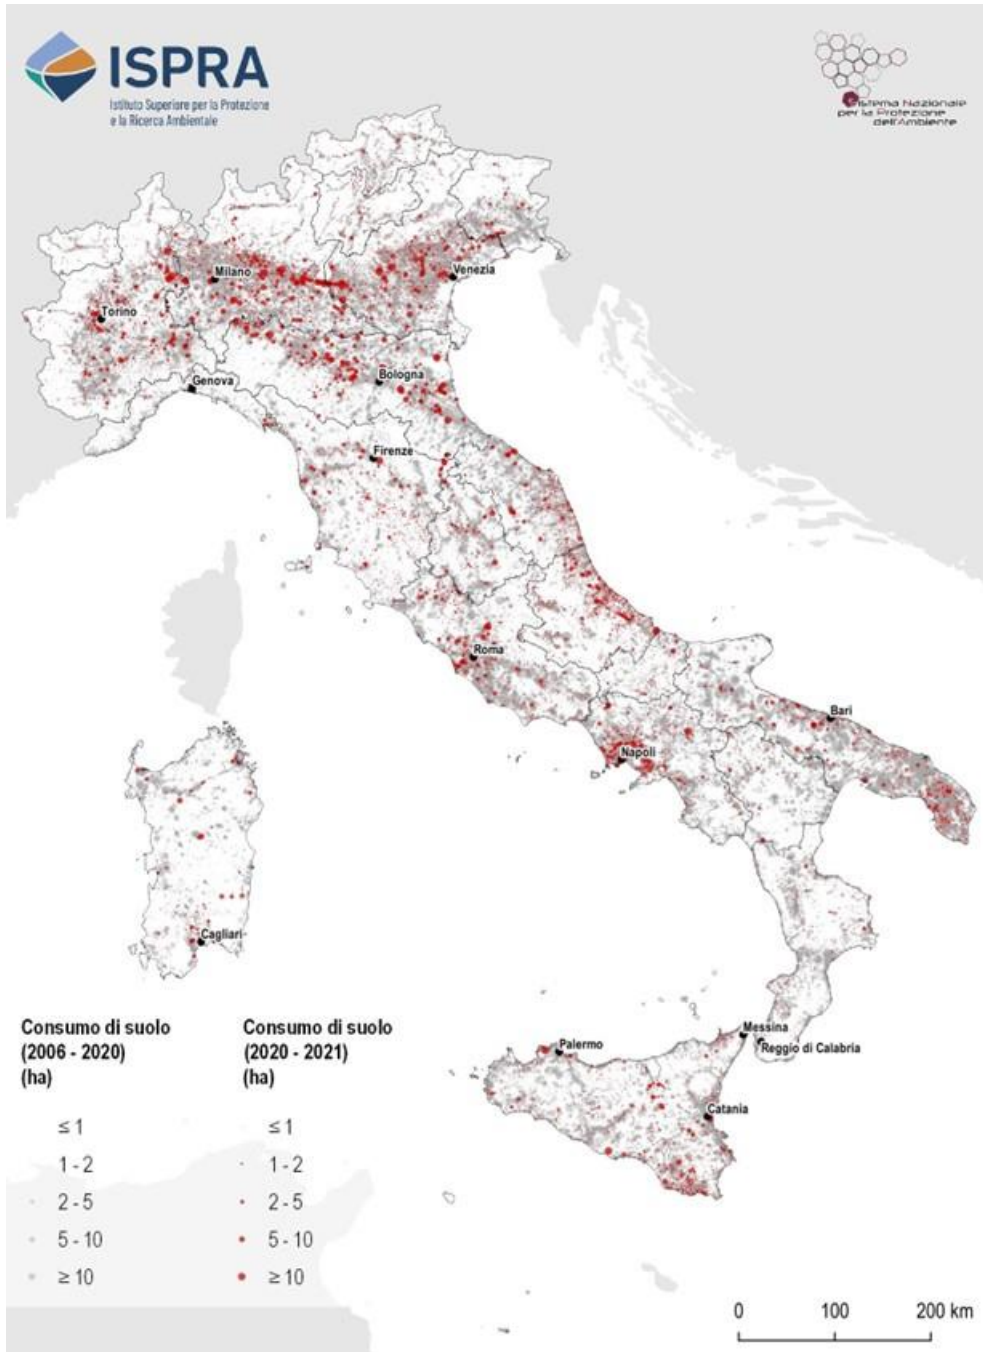 ISPRA
Istituto Superiore per la Protezione
e la Ricerca Ambientale
Sistema Nazionale
per la Protezione
dell'Ambiente
Milano
Venezia
Torino
Genova
Bologna
Firenze
Roma
Bari
Napoli
Cagliari
Messina
Reggio di Calabria
Palermo
Catania
Consumo di suolo
(2006 - 2020)
(ha)
≤ 1
1 - 2
2 - 5
5 - 10
≥ 10
Consumo di suolo
(2020 - 2021)
(ha)
≤ 1
1 - 2
2 - 5
5 - 10
≥ 10
0 100 200 km